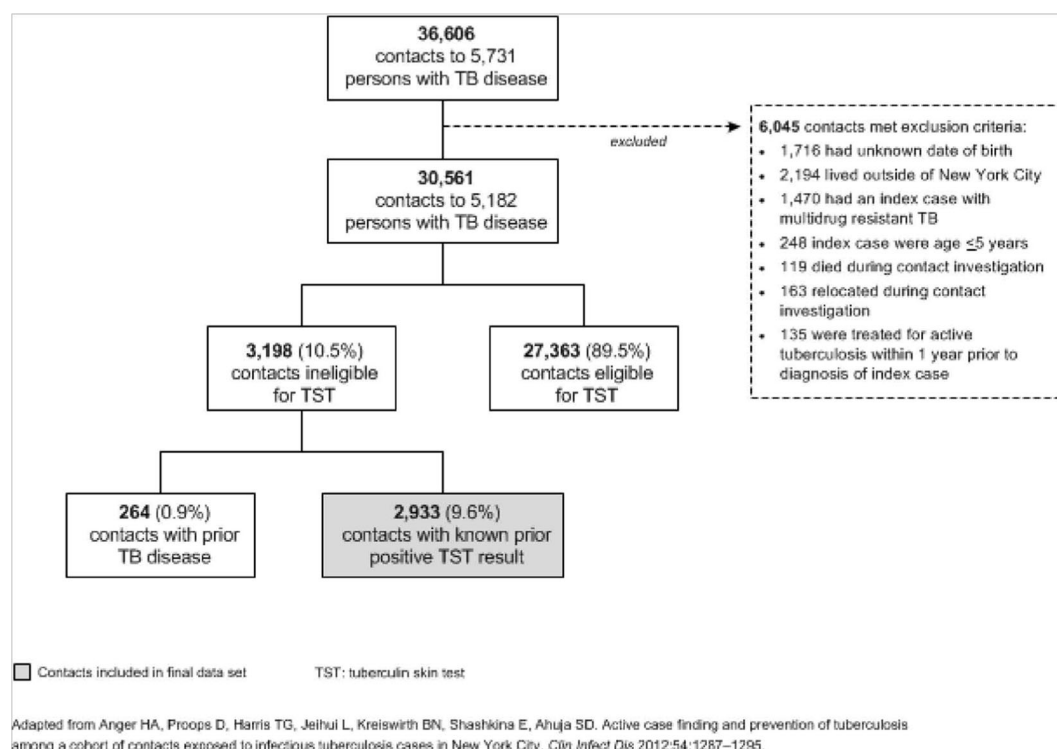 36,606
contacts to 5,731
persons with TB disease
excluded
6,045 contacts met exclusion criteria:
• 1,716 had unknown date of birth
• 2,194 lived outside of New York City
• 1,470 had an index case with
multidrug resistant TB
• 248 index case were age ≤5 years
• 119 died during contact investigation
• 163 relocated during contact
investigation
• 135 were treated for active
tuberculosis within 1 year prior to
diagnosis of index case
30,561
contacts to 5,182
persons with TB disease
3,198 (10.5%)
contacts ineligible
for TST
27,363 (89.5%)
contacts eligible
for TST
264 (0.9%)
contacts with prior
TB disease
2,933 (9.6%)
contacts with known prior
positive TST result
Contacts included in final data set
TST: tuberculin skin test
Adapted from Anger HA, Proops D, Harris TG, Jeihui L, Kreiswirth BN, Shashkina E, Ahuja SD. Active case finding and prevention of tuberculosis
among a cohort of contacts exposed to infectious tuberculosis cases in New York City. Clin Infect Dis 2012;54:1287–1295.